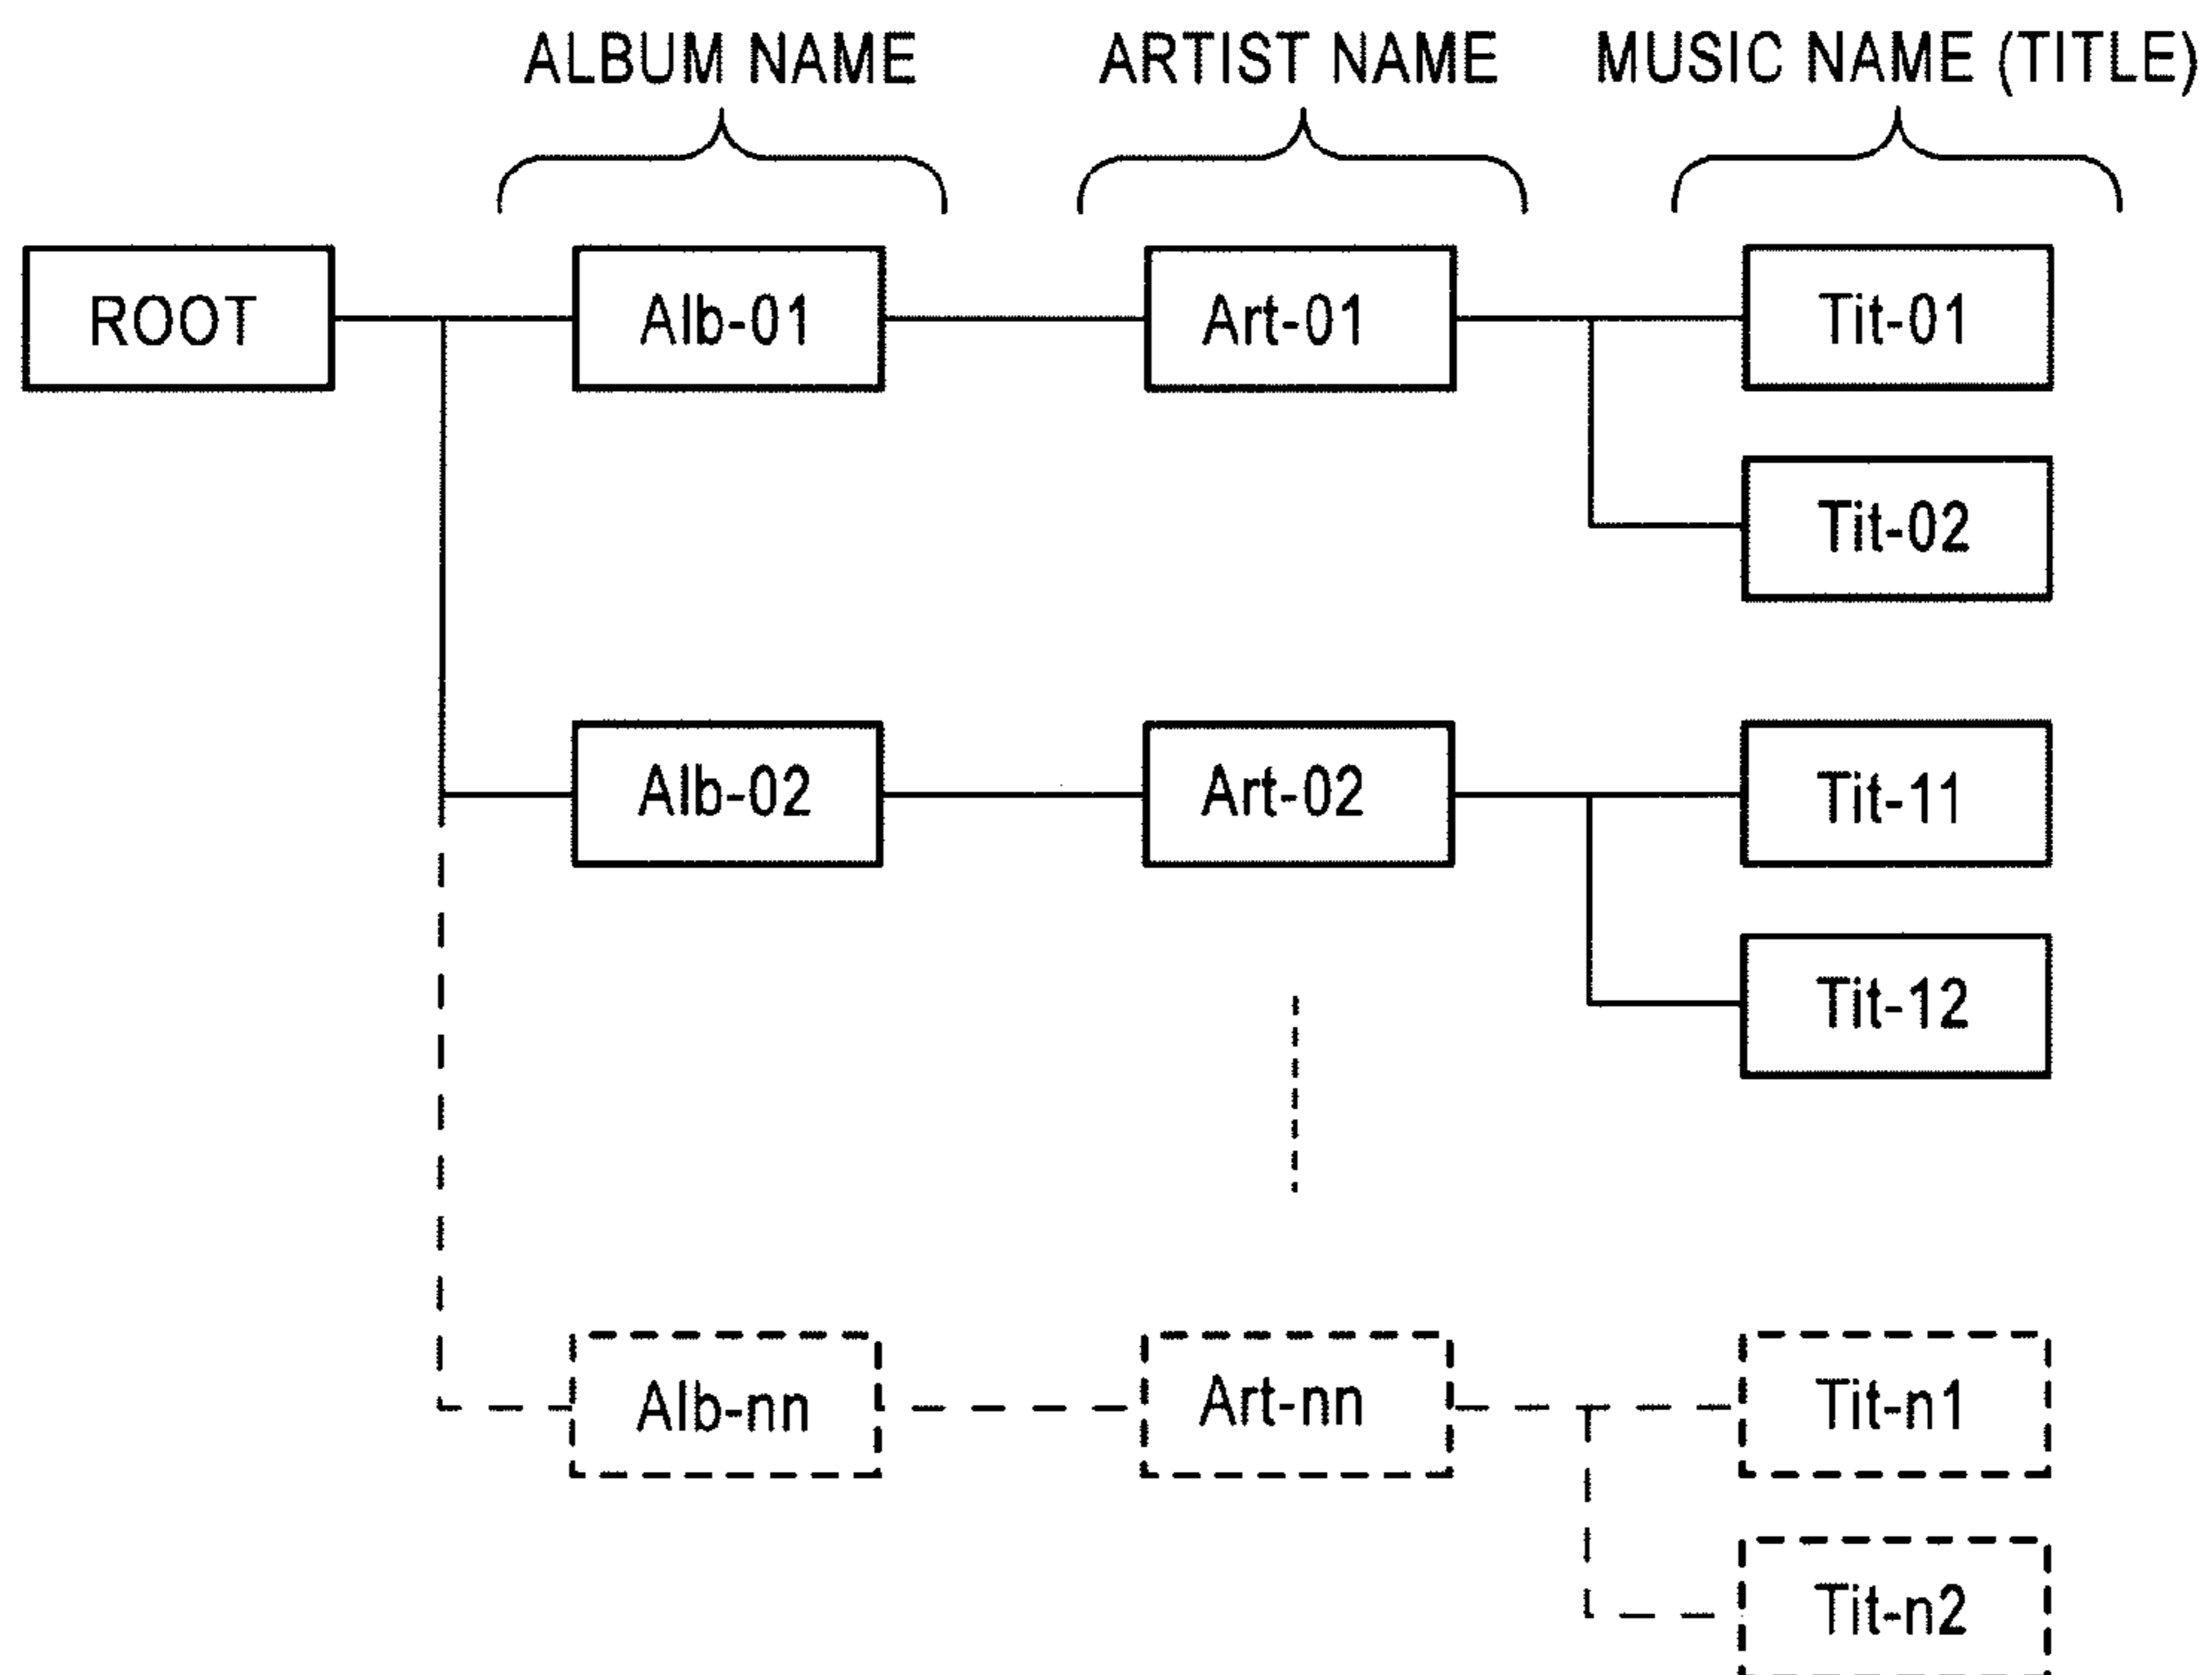 ALBUM NAME ARTIST NAME MUSIC NAME (TITLE)
ROOT Alb-01 Art-01 Tit-01
Tit-02
Alb-02 Art-02 Tit-11
Tit-12
Alb-nn Art-nn Tit-n1
Tit-n2